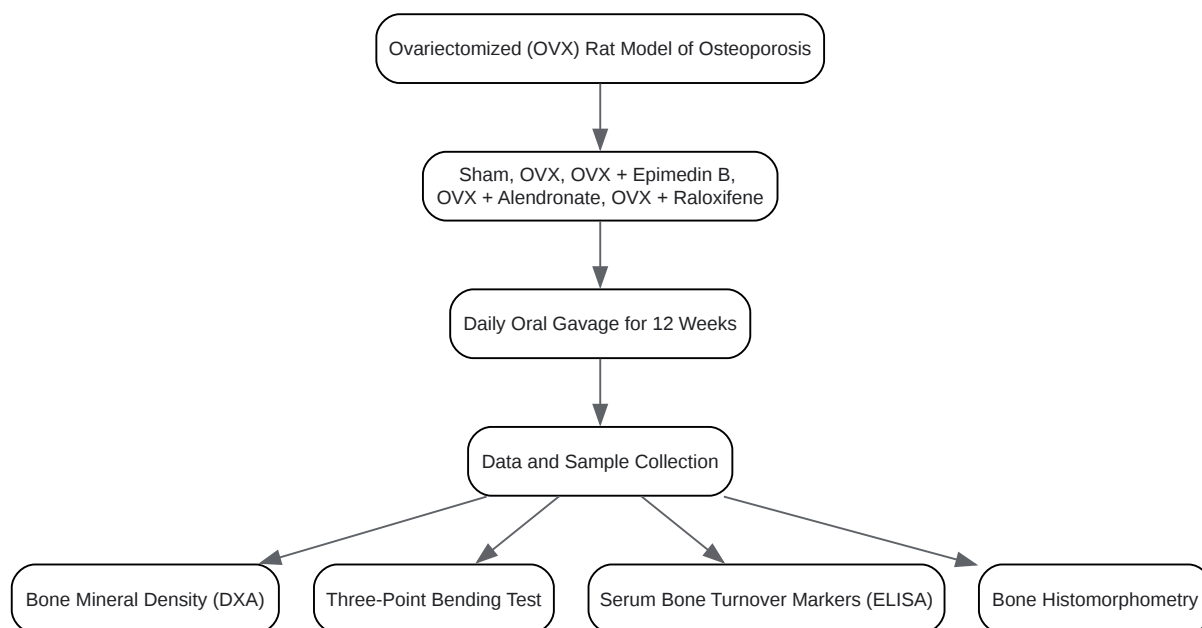 Ovariectomized (OVX) Rat Model of Osteoporosis
Sham, OVX, OVX + Epimedin B,
OVX + Alendronate, OVX + Raloxifene
Daily Oral Gavage for 12 Weeks
Data and Sample Collection
Bone Mineral Density (DXA)
Three-Point Bending Test
Serum Bone Turnover Markers (ELISA)
Bone Histomorphometry